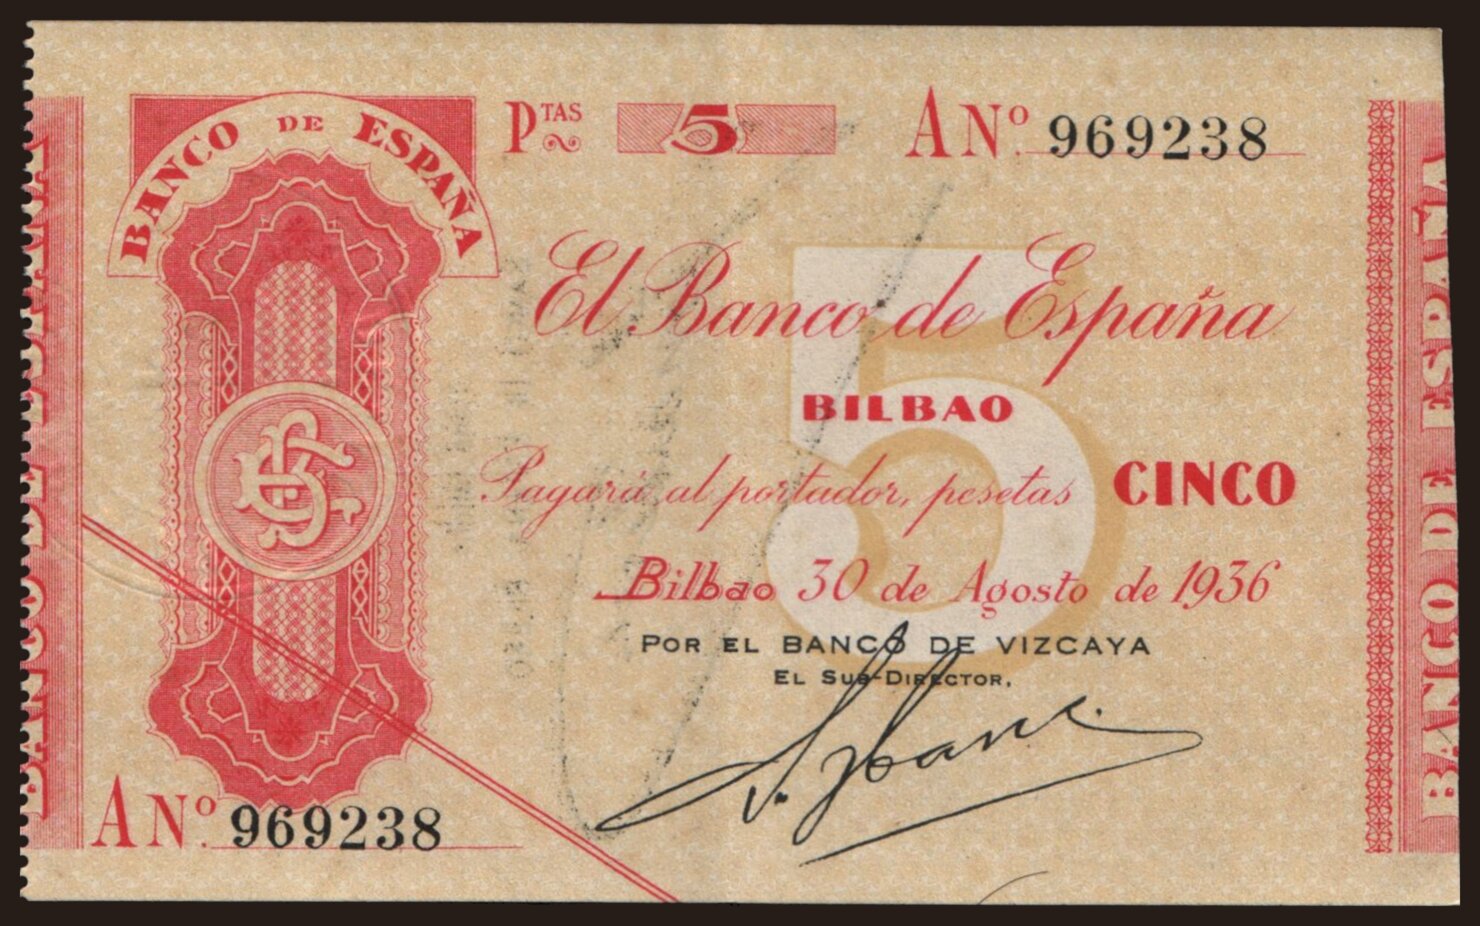 BANCO DE ESPAÑA
PTAS 5
A Nº 969238
El Banco de España
BILBAO
Pagará al portador, pesetas CINCO
Bilbao 30 de Agosto de 1936
POR EL BANCO DE VIZCAYA
EL SUB-DIRECTOR,
A Nº 969238
BANCO DE ESPAÑA
BANCO DE ESPAÑA